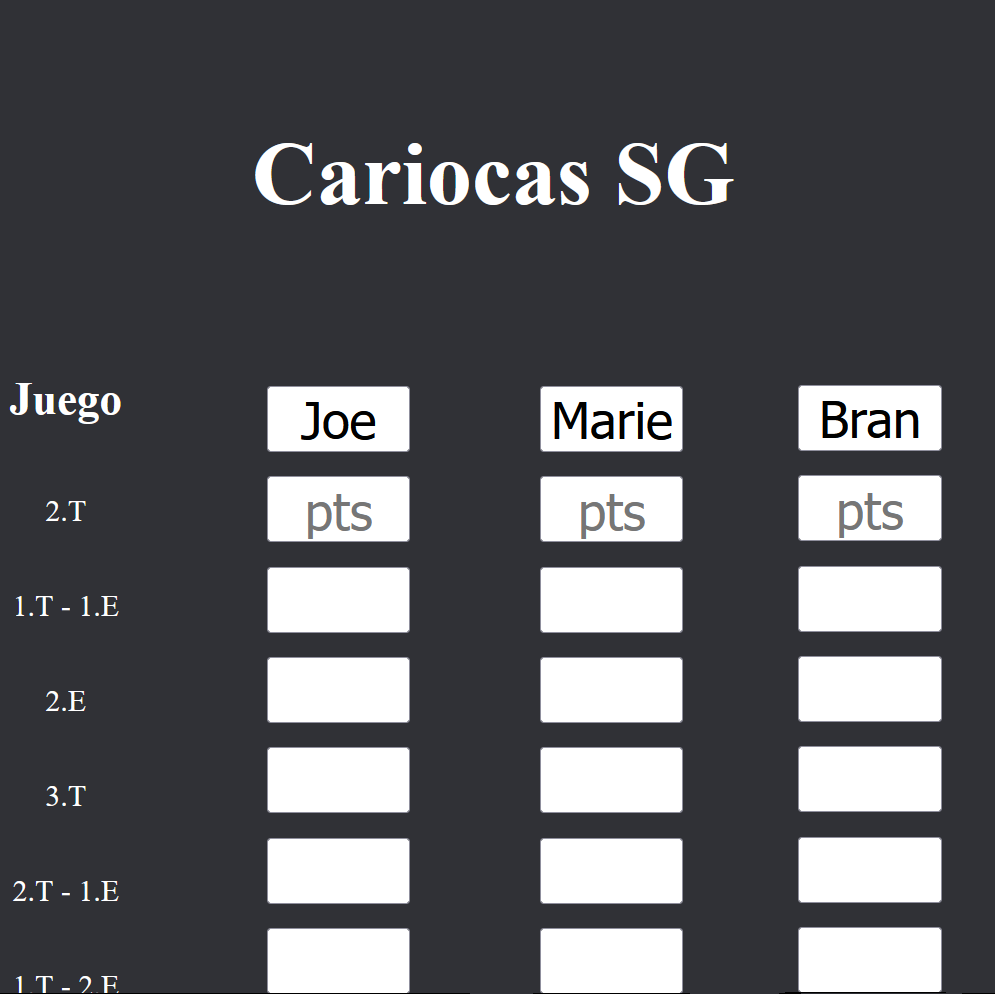 Cariocas SG
Juego Joe Marie Bran
2.T pts pts pts
1.T - 1.E
2.E
3.T
2.T - 1.E
1.T - 2.E